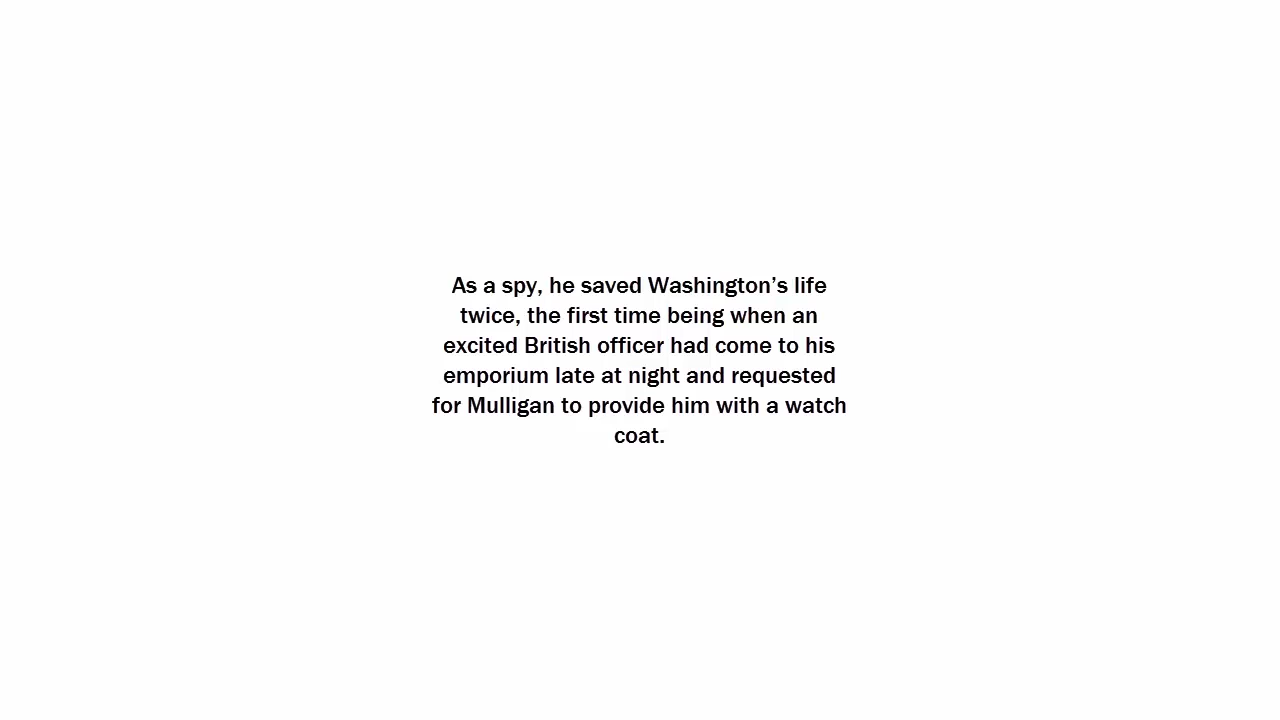 As a spy, he saved Washington’s life
twice, the first time being when an
excited British officer had come to his
emporium late at night and requested
for Mulligan to provide him with a watch
coat.